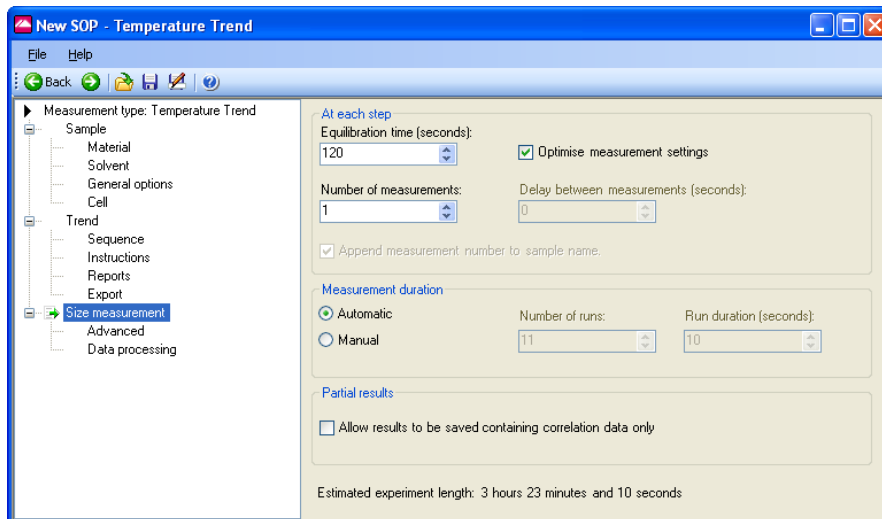 New SOP - Temperature Trend
File Help
Back
Measurement type: Temperature Trend
Sample
Material
Solvent
General options
Cell
Trend
Sequence
Instructions
Reports
Export
Size measurement
Advanced
Data processing
At each step
Equilibration time (seconds):
120
Optimise measurement settings
Number of measurements: Delay between measurements (seconds):
1 0
Append measurement number to sample name.
Measurement duration
Automatic Number of runs: Run duration (seconds):
Manual 11 10
Partial results
Allow results to be saved containing correlation data only
Estimated experiment length: 3 hours 23 minutes and 10 seconds